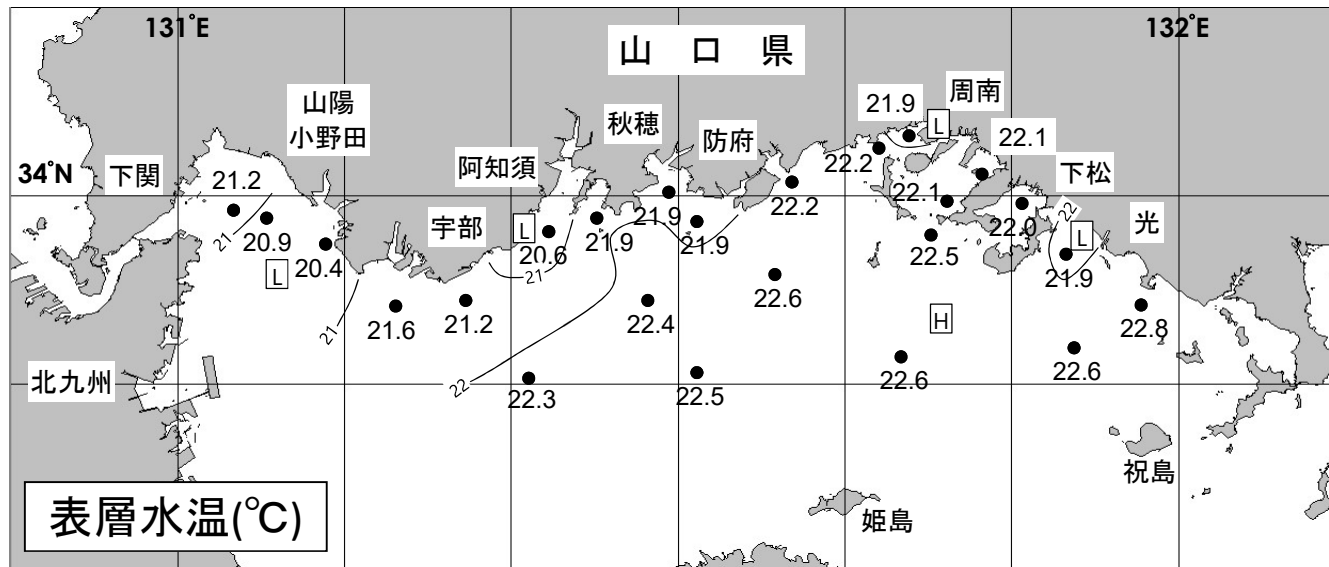 131°E
132°E
山 口 県
山陽
小野田
秋穂
防府
21.9
L
周南
22.1
34°N
下関
阿知須
下松
22.2
21.2
宇部
L
22.1
22.2
22
光
21
20.9
20.6
21.9
21.9
21.9
22.0
L
20.4
L
21
22.5
21.9
22.6
21
21.6
21.2
22.4
H
22.8
22.6
22.6
北九州
22
22.3
22.5
祝島
姫島
表層水温(℃)